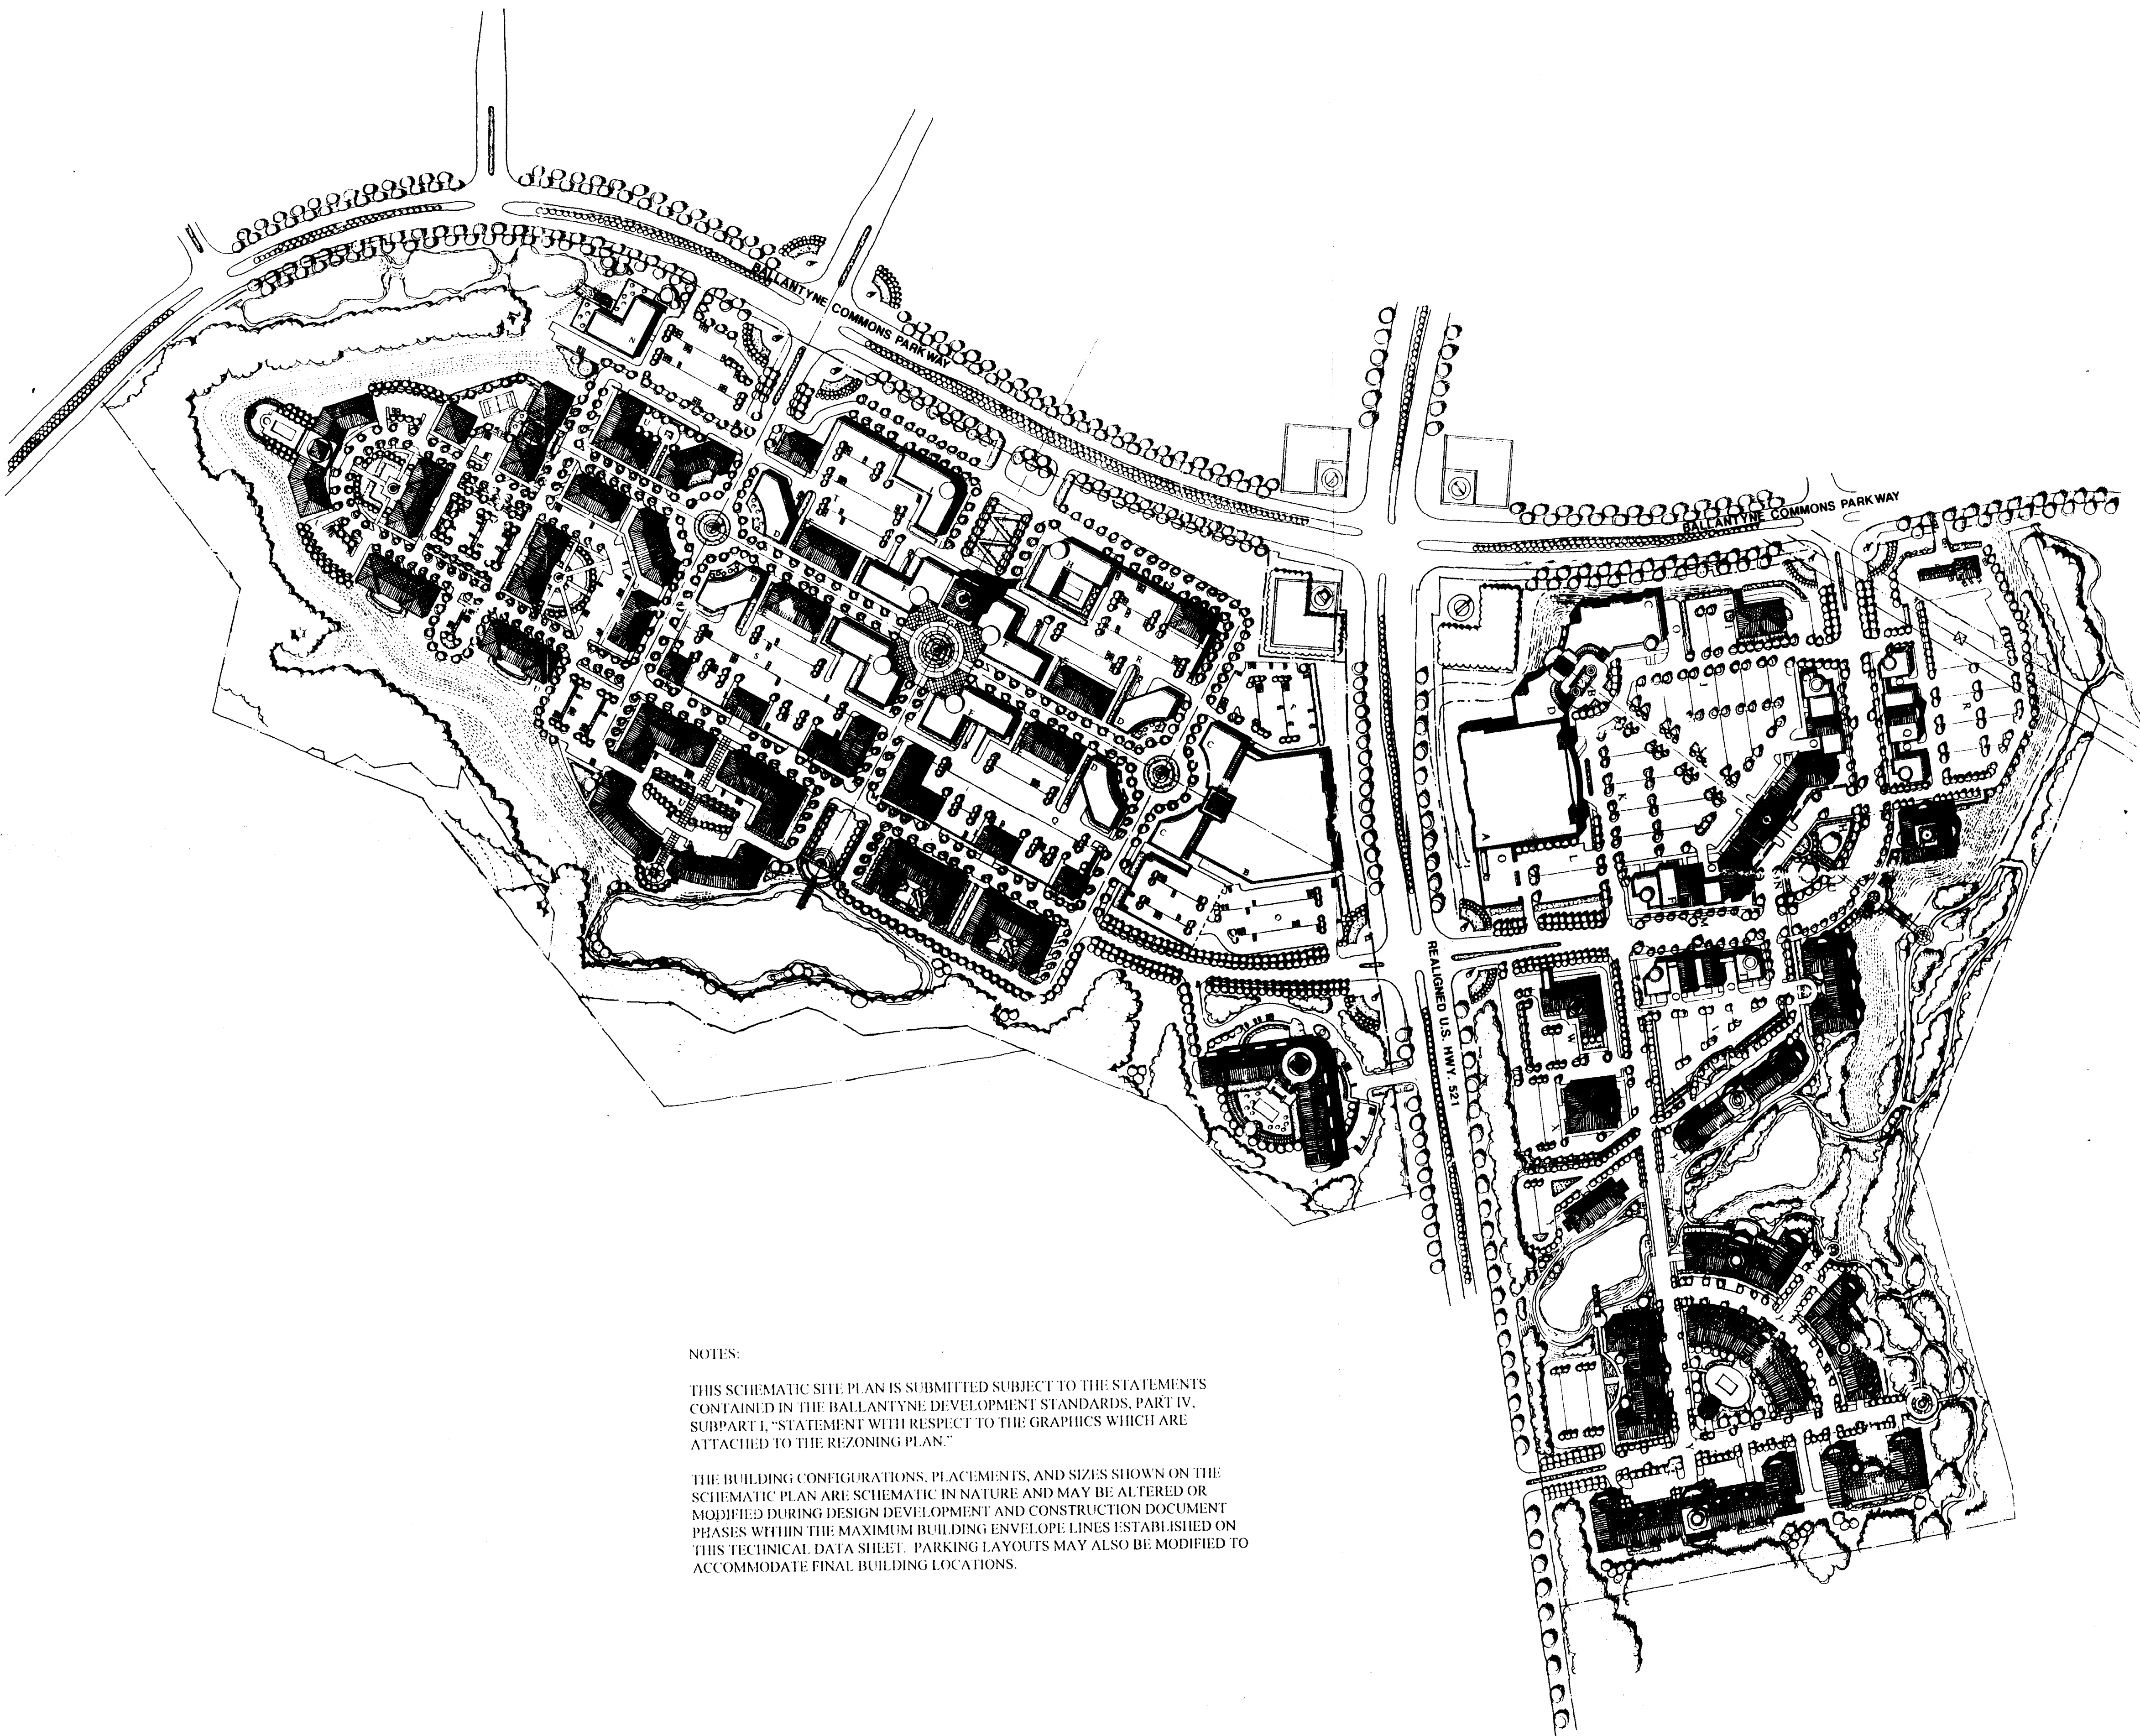 BALLANTYNE COMMONS PARKWAY
BALLANTYNE COMMONS PARKWAY
REALIGNED U.S. HWY. 521
NOTES:
THIS SCHEMATIC SITE PLAN IS SUBMITTED SUBJECT TO THE STATEMENTS
CONTAINED IN THE BALLANTYNE DEVELOPMENT STANDARDS, PART IV,
SUBPART I, “STATEMENT WITH RESPECT TO THE GRAPHICS WHICH ARE
ATTACHED TO THE REZONING PLAN.”
THE BUILDING CONFIGURATIONS, PLACEMENTS, AND SIZES SHOWN ON THE
SCHEMATIC PLAN ARE SCHEMATIC IN NATURE AND MAY BE ALTERED OR
MODIFIED DURING DESIGN DEVELOPMENT AND CONSTRUCTION DOCUMENT
PHASES WITHIN THE MAXIMUM BUILDING ENVELOPE LINES ESTABLISHED ON
THIS TECHNICAL DATA SHEET. PARKING LAYOUTS MAY ALSO BE MODIFIED TO
ACCOMMODATE FINAL BUILDING LOCATIONS.